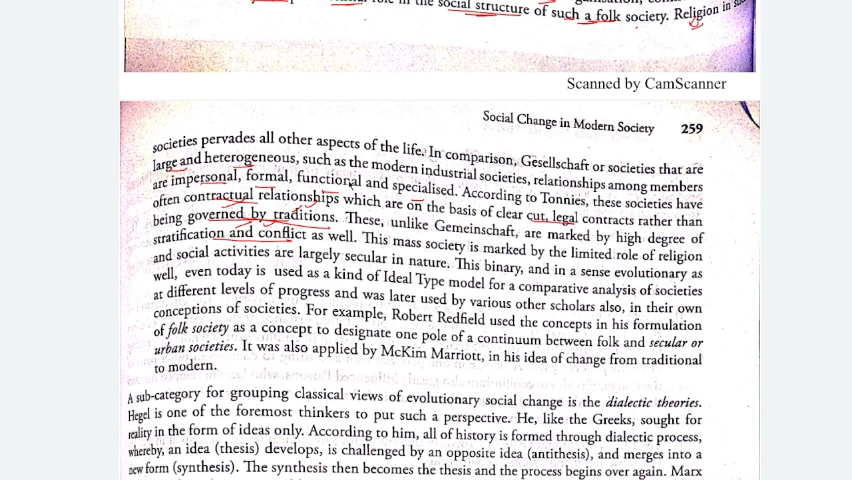 role in the social structure of such a folk society. Religion in
Scanned by CamScanner
Social Change in Modern Society 259
societies pervades all other aspects of the life. In comparison, Gesellschaft or societies that are
large and heterogeneous, such as the modern industrial societies, relationships among members
are impersonal, formal, functional and specialised. According to Tonnies, these societies have
often contractual relationships which are on the basis of clear cut, legal contracts rather than
being governed by traditions. These, unlike Gemeinschaft, are marked by high degree of
stratification and conflict as well. This mass society is marked by the limited role of religion
and social activities are largely secular in nature. This binary, and in a sense evolutionary as
well, even today is used as a kind of Ideal Type model for a comparative analysis of societies
at different levels of progress and was later used by various other scholars also, in their own
conceptions of societies. For example, Robert Redfield used the concepts in his formulation
of folk society as a concept to designate one pole of a continuum between folk and secular or
urban societies. It was also applied by McKim Marriott, in his idea of change from traditional
to modern.
A sub-category for grouping classical views of evolutionary social change is the dialectic theories.
Hegel is one of the foremost thinkers to put such a perspective. He, like the Greeks, sought for
reality in the form of ideas only. According to him, all of history is formed through dialectic process,
whereby, an idea (thesis) develops, is challenged by an opposite idea (antithesis), and merges into a
new form (synthesis). The synthesis then becomes the thesis and the process begins over again. Marx